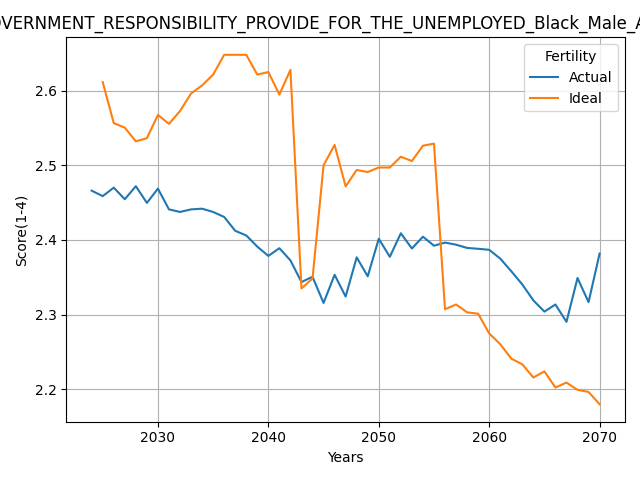 OVERNMENT_RESPONSIBILITY_PROVIDE_FOR_THE_UNEMPLOYED_Black_Male_A
Fertility
Actual
Ideal
Score(1-4)
2.6
2.5
2.4
2.3
2.2
2030 2040 2050 2060 2070
Years